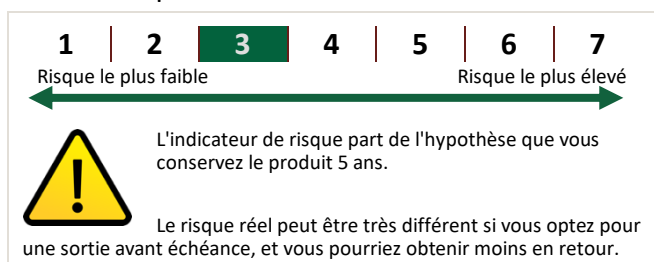 1 2 3 4 5 6 7
Risque le plus faible Risque le plus élevé
L'indicateur de risque part de l'hypothèse que vous
conservez le produit 5 ans.
Le risque réel peut être très différent si vous optez pour
une sortie avant échéance, et vous pourriez obtenir moins en retour.